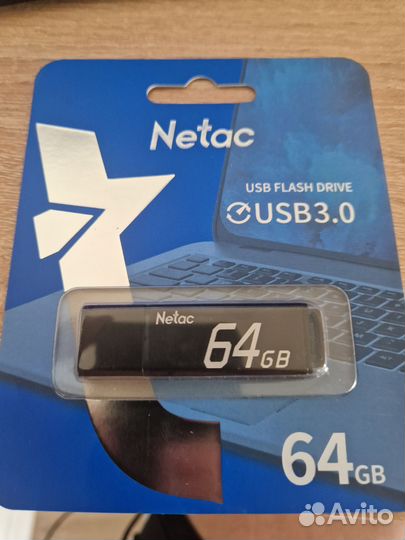 Netac
USB FLASH DRIVE
USB3.0
Netac
64GB
64GB
Avito